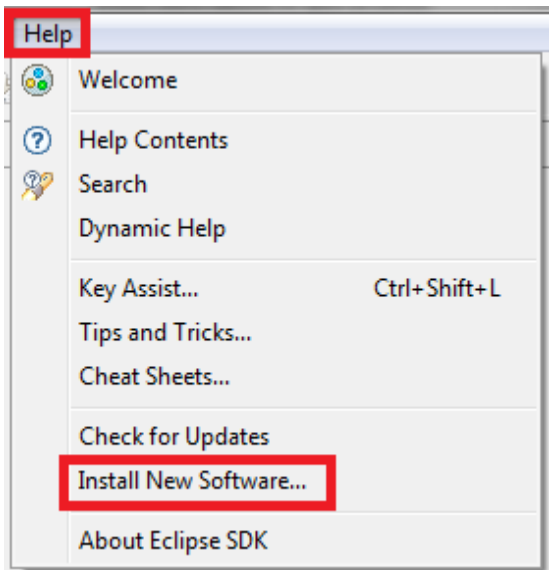 Help
Welcome
Help Contents
Search
Dynamic Help
Key Assist... Ctrl+Shift+L
Tips and Tricks...
Cheat Sheets...
Check for Updates
Install New Software...
About Eclipse SDK